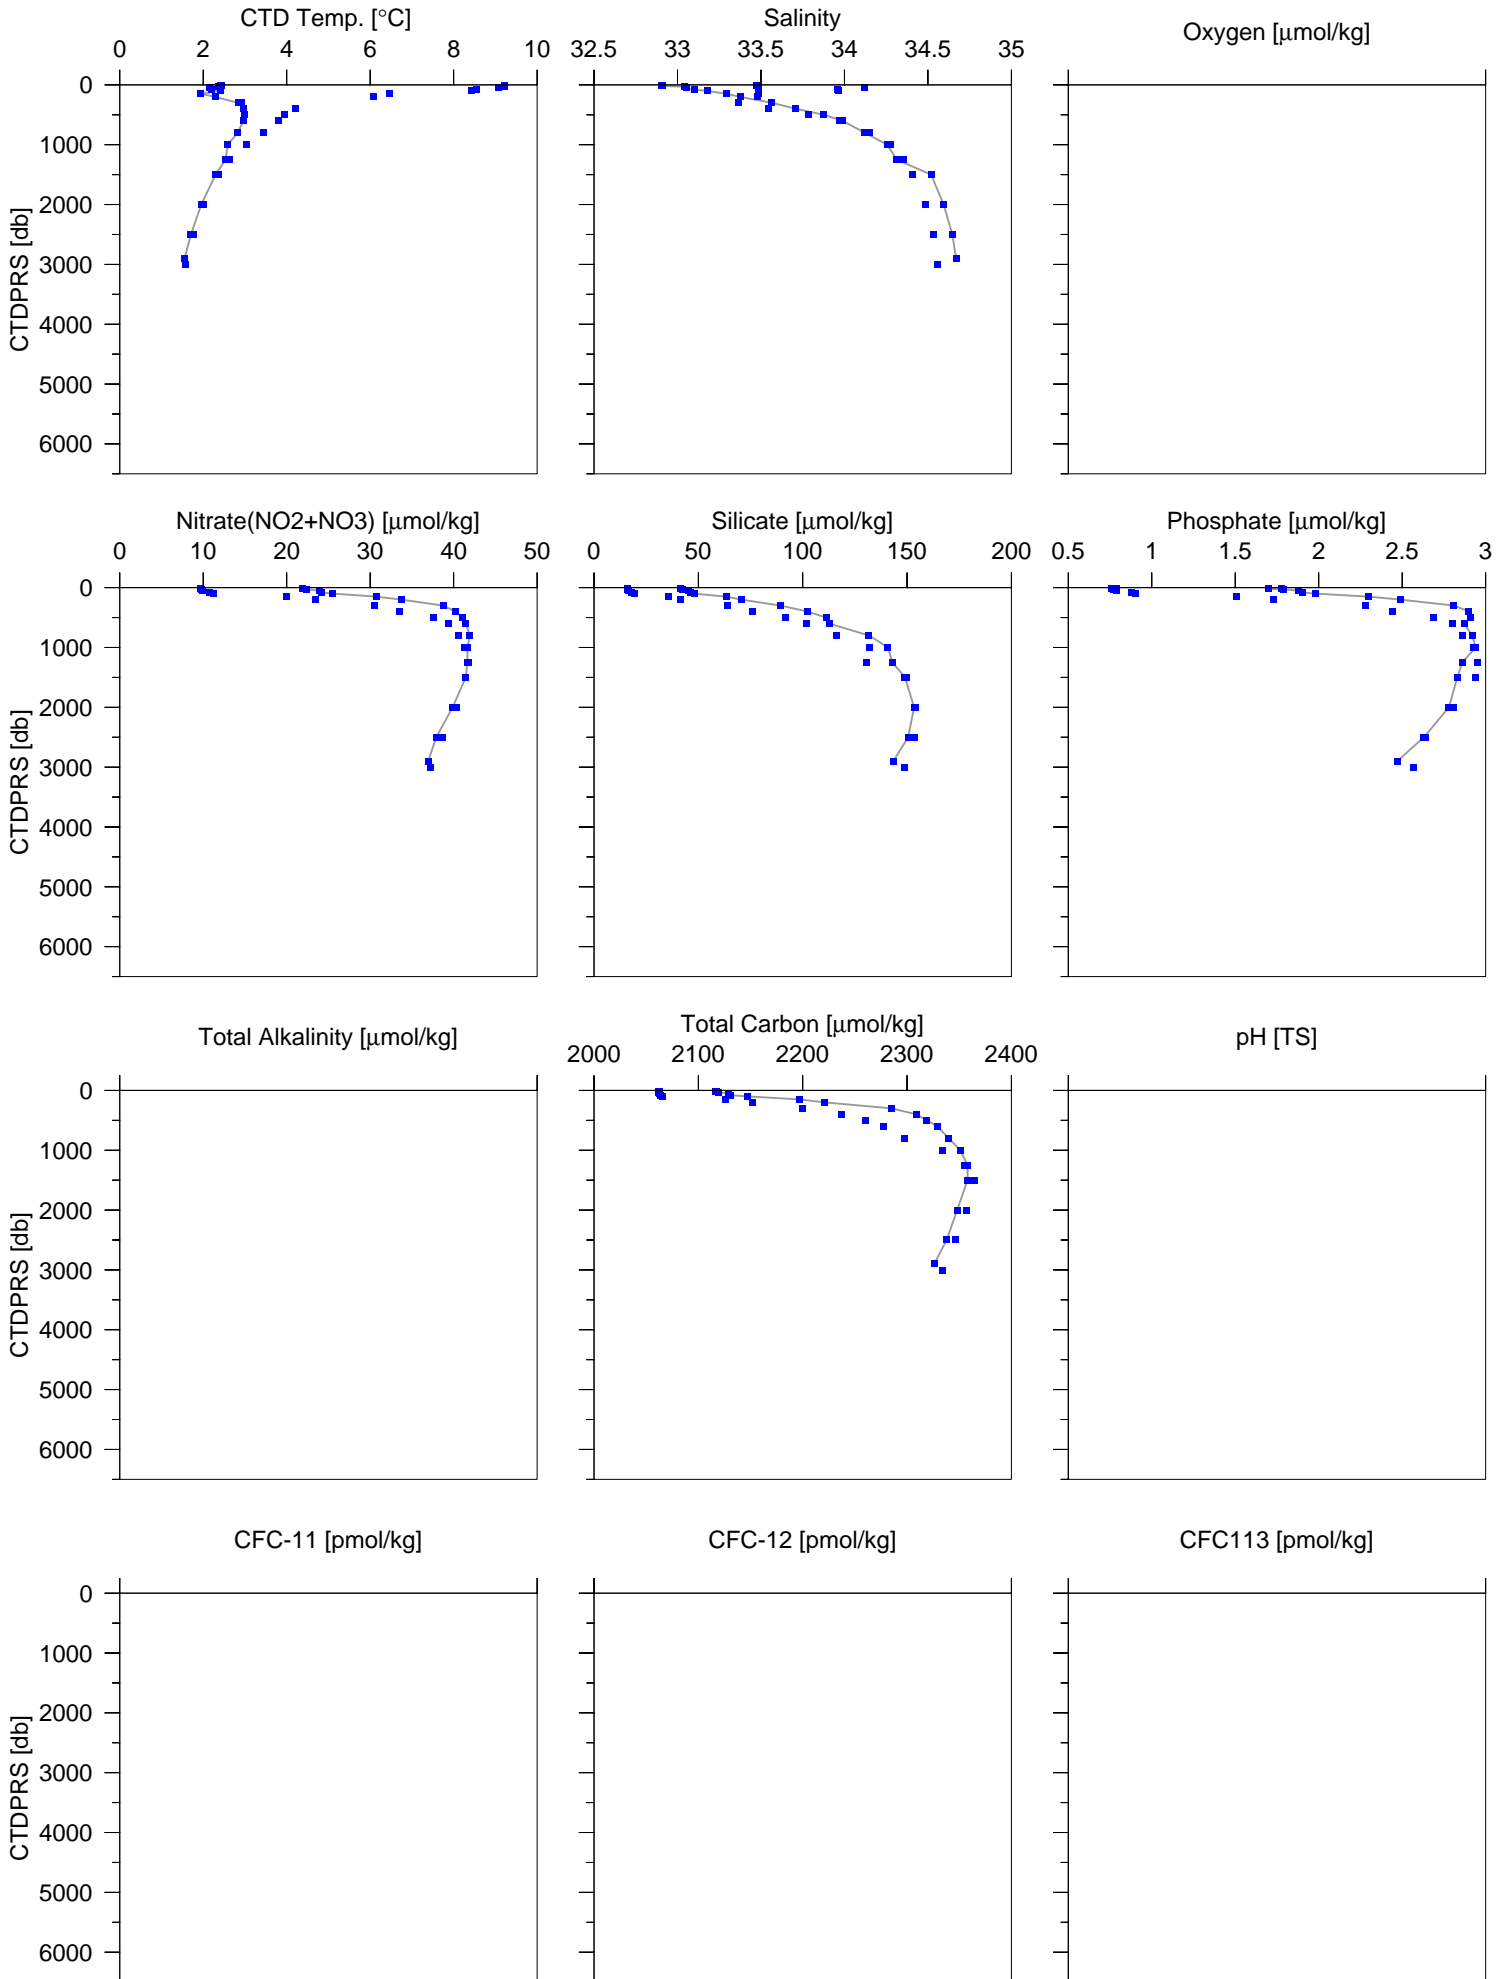 CTD Temp. [°C]
Salinity
Oxygen [μmol/kg]
0 2 4 6 8 10
32.5 33 33.5 34 34.5 35
0
1000
2000
3000
4000
5000
6000
CTDPRS [db]
Nitrate(NO2+NO3) [μmol/kg]
Silicate [μmol/kg]
Phosphate [μmol/kg]
0 10 20 30 40 50
0 50 100 150 200
0.5 1 1.5 2 2.5 3
0
1000
2000
3000
4000
5000
6000
CTDPRS [db]
Total Alkalinity [μmol/kg]
Total Carbon [μmol/kg]
pH [TS]
2000 2100 2200 2300 2400
0
1000
2000
3000
4000
5000
6000
CTDPRS [db]
CFC-11 [pmol/kg]
CFC-12 [pmol/kg]
CFC113 [pmol/kg]
0
1000
2000
3000
4000
5000
6000
CTDPRS [db]